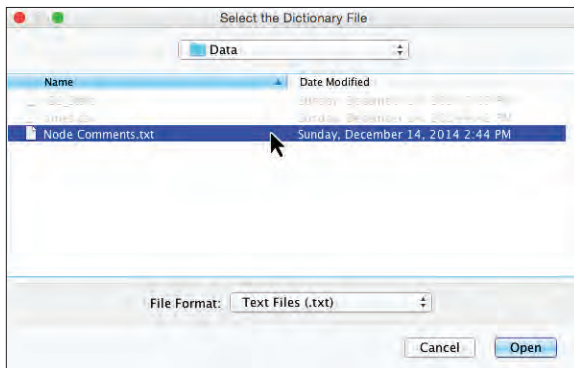 Select the Dictionary File
Data
Name Date Modified
Node Comments.txt Sunday, December 14, 2014 2:44 PM
File Format: Text Files (.txt)
Cancel Open